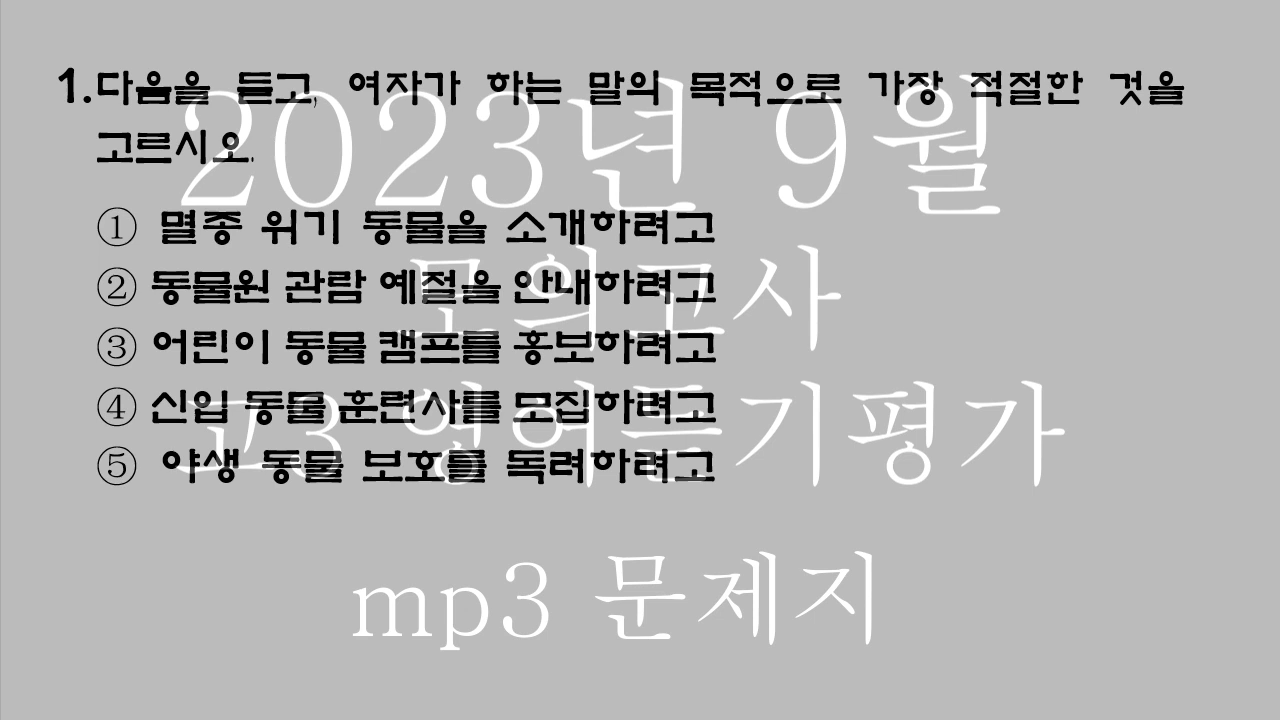 1.다음을 듣고, 여자가 하는 말의 목적으로 가장 적절한 것을
고르시오.
① 멸종 위기 동물을 소개하려고
② 동물원 관람 예절을 안내하려고
③ 어린이 동물 캠프를 홍보하려고
④ 신입 동물 훈련사를 모집하려고
⑤ 야생 동물 보호를 독려하려고
2023년 9월
모의고사
고3 영어듣기평가
mp3 문제지